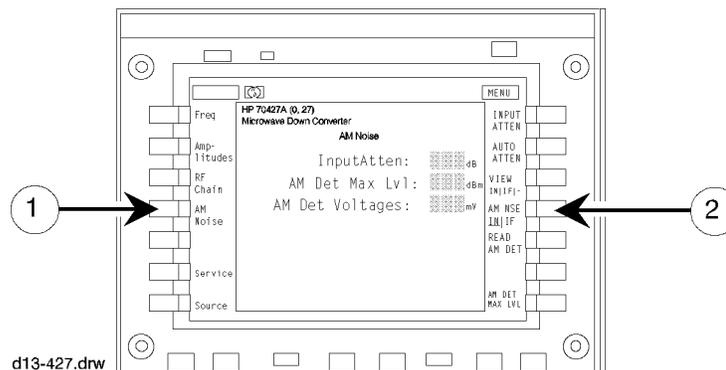 MENU
HP 70427A (0, 27)
Microwave Down Converter
AM Noise
InputAtten: dB
AM Det Max Lvl: dBm
AM Det Voltages: mV
Freq
Amp-
litudes
RF
Chain
AM
Noise
Service
Source
INPUT
ATTEN
AUTO
ATTEN
VIEW
IN|IF|-
AM NSE
IN|IF
READ
AM DET
AM DET
MAX LVL
1
2
d13-427.drw